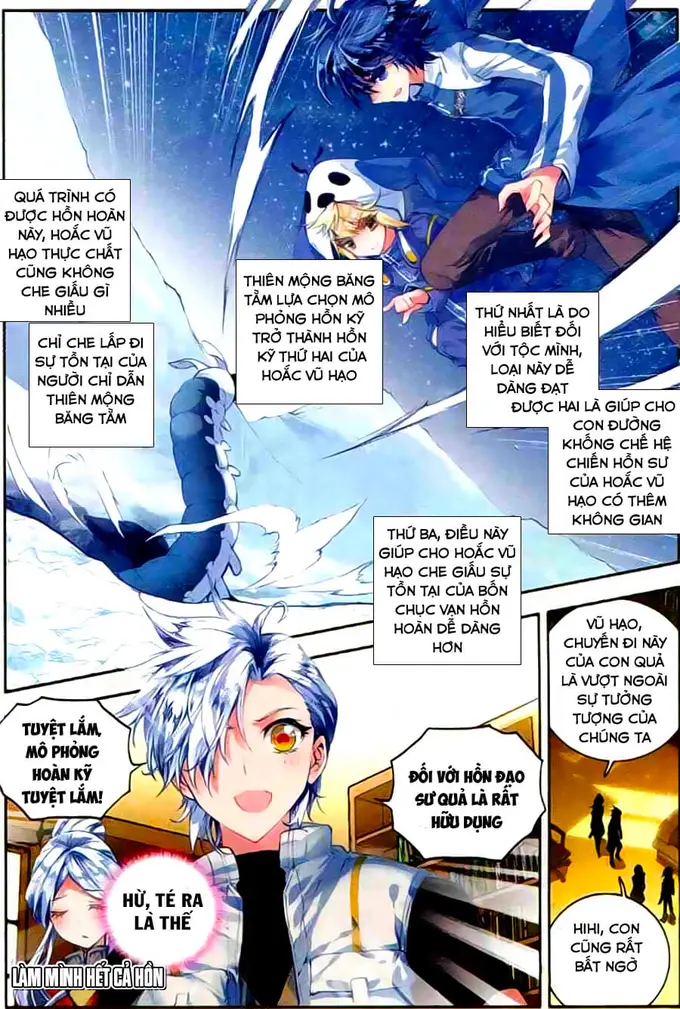 QUÁ TRÌNH CÓ
ĐƯỢC HỒN HOÀN
NÀY, HOẮC VŨ
HẠO THỰC CHẤT
CŨNG KHÔNG
CHE GIẤU GÌ
NHIỀU
CHỈ CHE LẤP ĐI
SỰ TỒN TẠI CỦA
NGƯỜI CHỈ DẪN
THIÊN MỘNG
BĂNG TẰM
THIÊN MỘNG BĂNG
TẰM LỰA CHỌN MÔ
PHỎNG HỒN KỸ
TRỞ THÀNH HỒN
KỸ THỨ HAI CỦA
HOẮC VŨ HẠO
THỨ NHẤT LÀ DO
HIỂU BIẾT ĐỐI
VỚI TỘC MÌNH,
LOẠI NÀY DỄ
DÀNG ĐẠT
ĐƯỢC HAI LÀ GIÚP CHO
CON ĐƯỜNG
KHỐNG CHẾ HỆ
CHIẾN HỒN SƯ
CỦA HOẮC VŨ
HẠO CÓ THÊM
KHÔNG GIAN
THỨ BA, ĐIỀU NÀY
GIÚP CHO HOẮC VŨ
HẠO CHE GIẤU SỰ
TỒN TẠI CỦA BỐN
CHỤC VẠN HỒN
HOÀN DỄ DÀNG
HƠN
VŨ HẠO,
CHUYẾN ĐI NÀY
CỦA CON QUẢ
LÀ VƯỢT NGOÀI
SỰ TƯỞNG
TƯỢNG CỦA
CHÚNG TA
TUYỆT LẮM,
MÔ PHỎNG
HOÀN KỸ
TUYỆT LẮM!
ĐỐI VỚI HỒN ĐẠO
SƯ QUẢ LÀ RẤT
HỮU DỤNG
HỪ, TÉ RA
LÀ THẾ
LÀM MÌNH HẾT CẢ HỒN
HIHI, CON
CŨNG RẤT
BẤT NGỜ